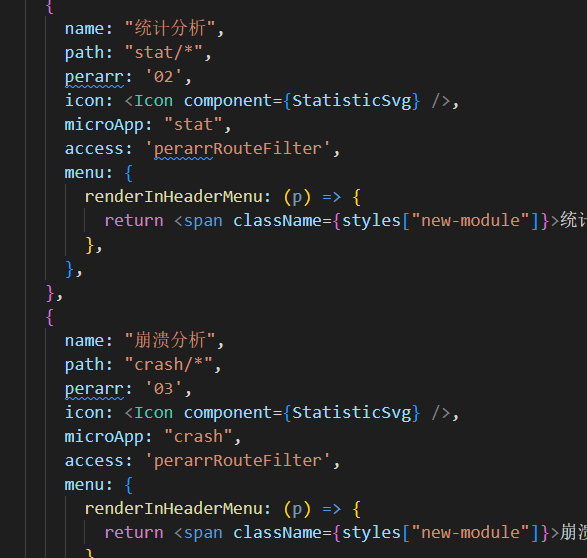 {
name: "统计分析",
path: "stat/*",
perarr: '02',
icon: <Icon component={StatisticSvg} />,
microApp: "stat",
access: 'perarrRouteFilter',
menu: {
renderInHeaderMenu: (p) => {
return <span className={styles["new-module"]}>统计
},
},
},
{
name: "崩溃分析",
path: "crash/*",
perarr: '03',
icon: <Icon component={StatisticSvg} />,
microApp: "crash",
access: 'perarrRouteFilter',
menu: {
renderInHeaderMenu: (p) => {
return <span className={styles["new-module"]}>崩溃
}